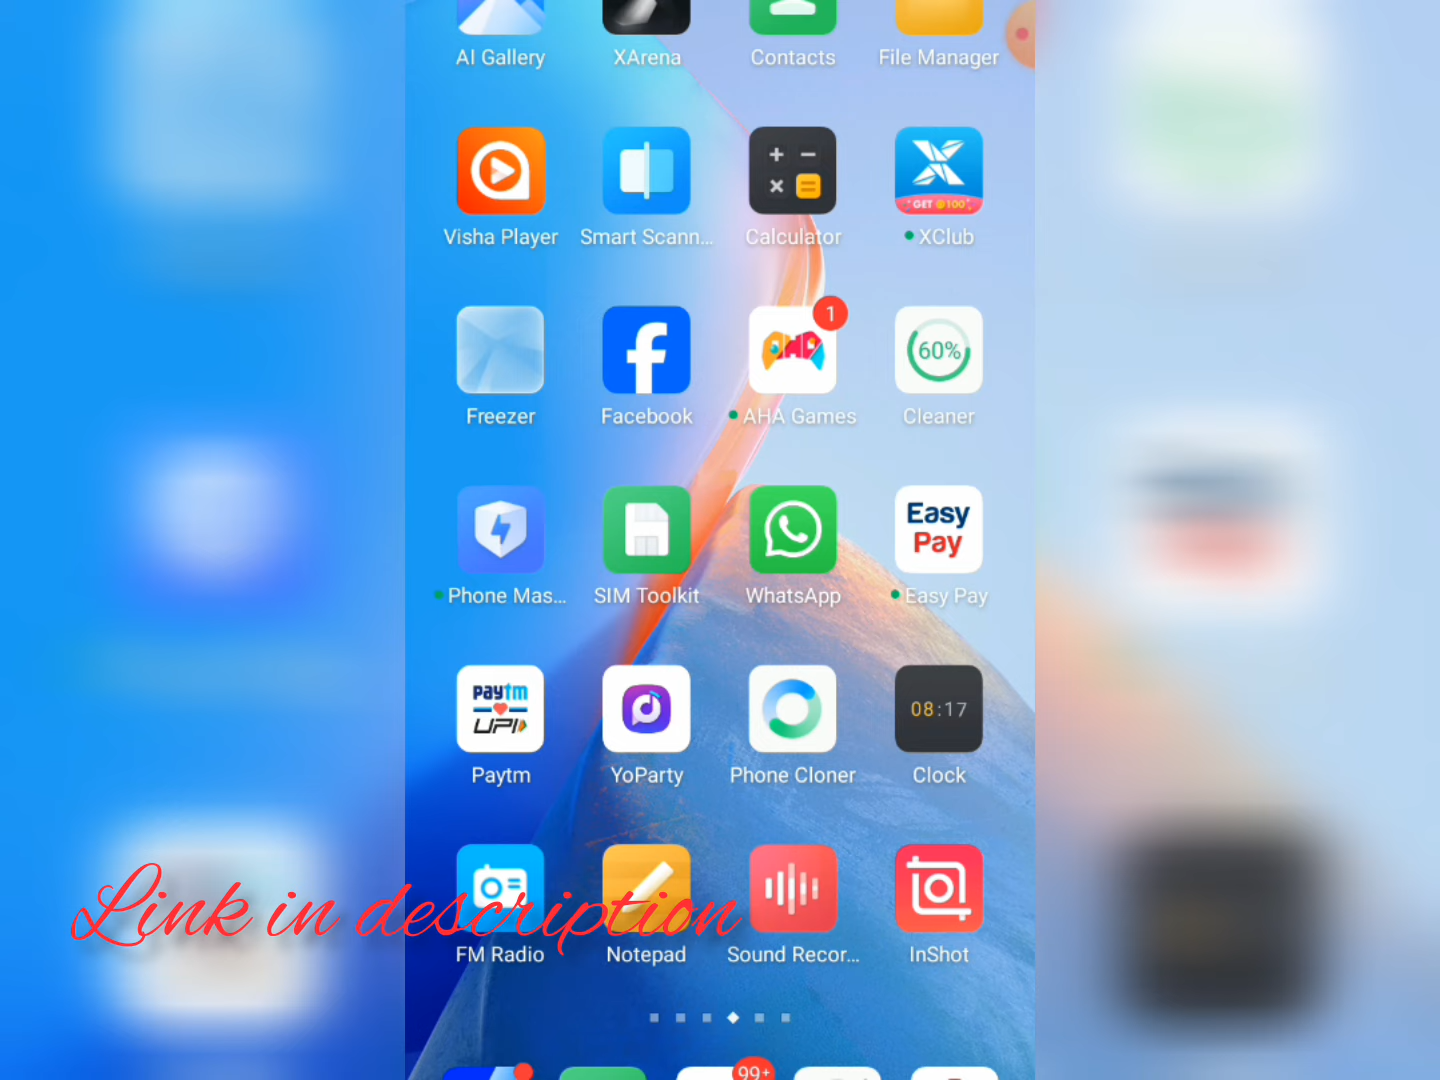 AI Gallery XArena Contacts File Manager
GET 100
Visha Player Smart Scann... Calculator XClub
1
60%
Freezer Facebook AHA Games Cleaner
Easy
Pay
Phone Mas... SIM Toolkit WhatsApp Easy Pay
paytm
UPI
08:17
Paytm YoParty Phone Cloner Clock
Link in description
FM Radio Notepad Sound Recor... InShot
99+